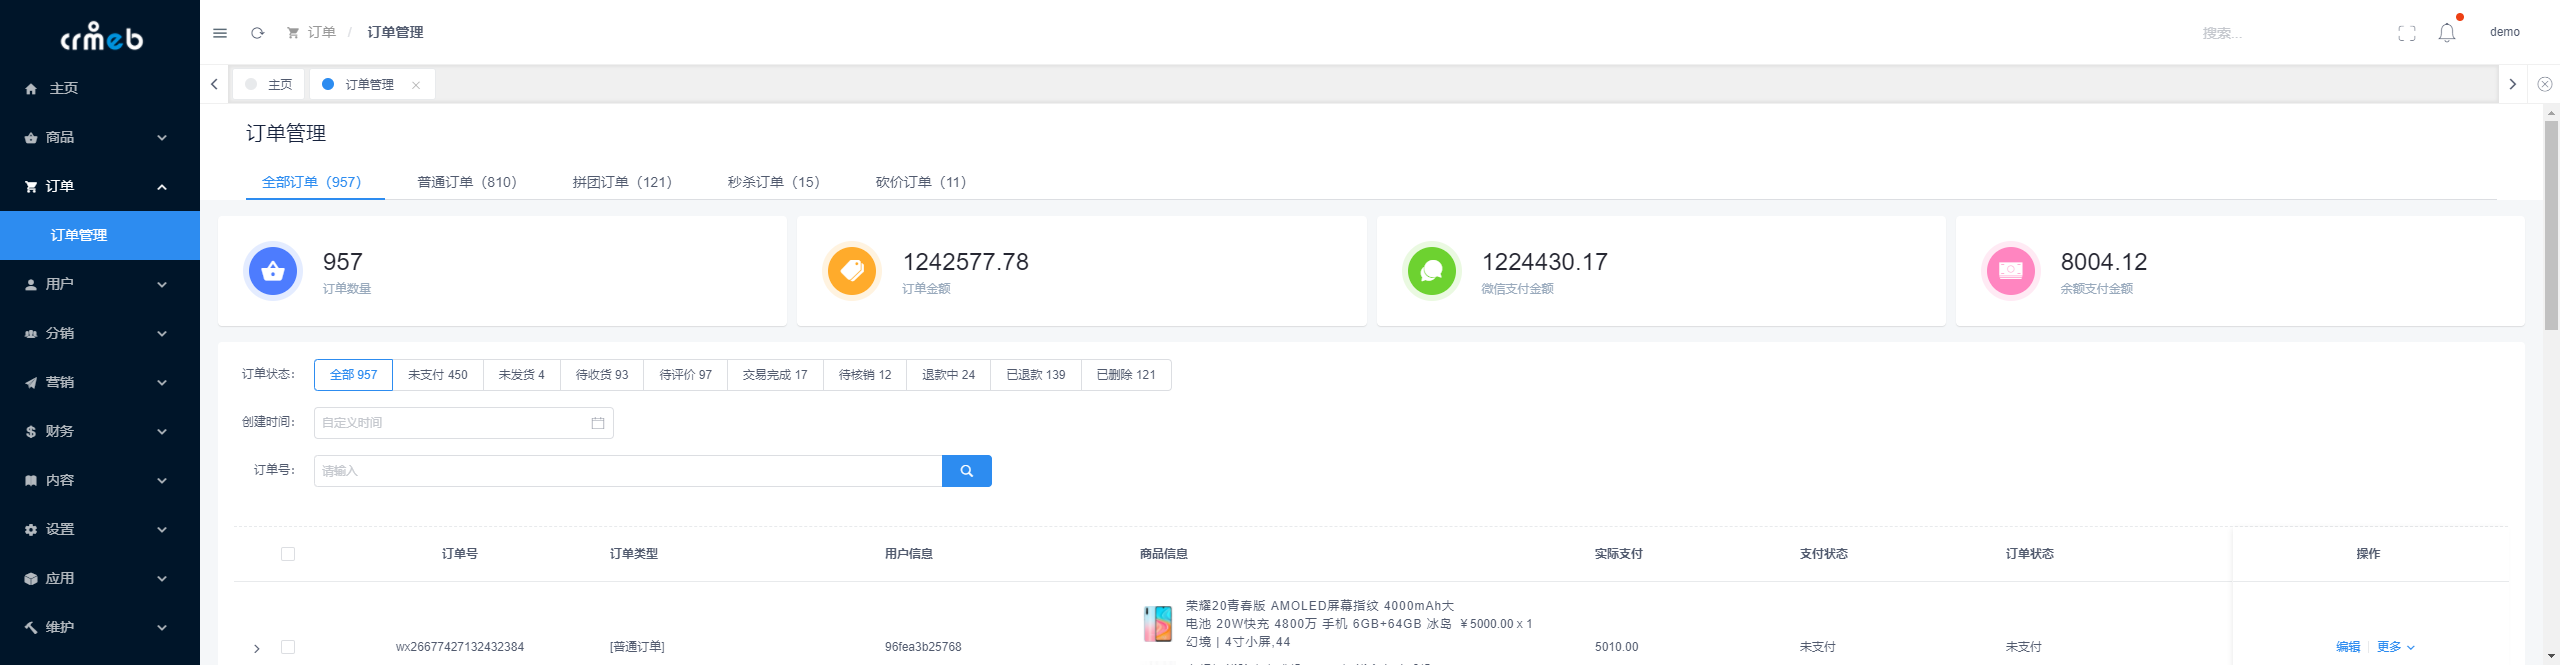 crmeb
订单 / 订单管理
搜索...
demo
主页
商品
订单
订单管理
用户
分销
营销
财务
内容
设置
应用
维护
主页 订单管理
订单管理
全部订单（957） 普通订单（810） 拼团订单（121） 秒杀订单（15） 砍价订单（11）
957
订单数量
1242577.78
订单金额
1224430.17
微信支付金额
8004.12
余额支付金额
订单状态： 全部 957 未支付 450 未发货 4 待收货 93 待评价 97 交易完成 17 待核销 12 退款中 24 已退款 139 已删除 121
创建时间： 自定义时间
订单号： 请输入
订单号 订单类型 用户信息 商品信息 实际支付 支付状态 订单状态 操作
wx26677427132432384 [普通订单] 96fea3b25768
荣耀20青春版 AMOLED屏幕指纹 4000mAh大
电池 20W快充 4800万 手机 6GB+64GB 冰岛 ￥5000.00 x 1
幻境 | 4寸小屏,44
5010.00 未支付 未支付 编辑 更多